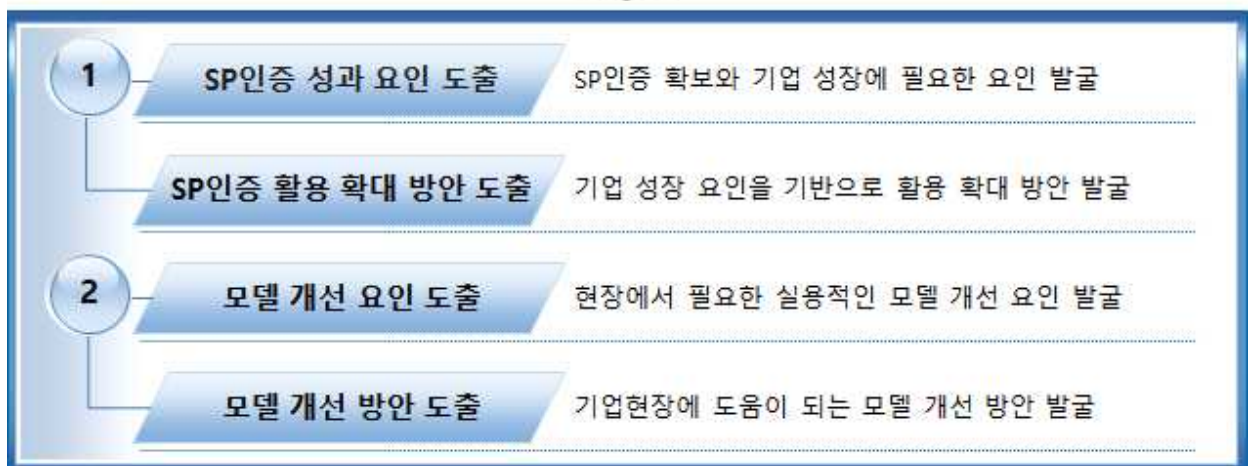 1 SP인증 성과 요인 도출 SP인증 확보와 기업 성장에 필요한 요인 발굴
SP인증 활용 확대 방안 도출 기업 성장 요인을 기반으로 활용 확대 방안 발굴
2 모델 개선 요인 도출 현장에서 필요한 실용적인 모델 개선 요인 발굴
모델 개선 방안 도출 기업현장에 도움이 되는 모델 개선 방안 발굴